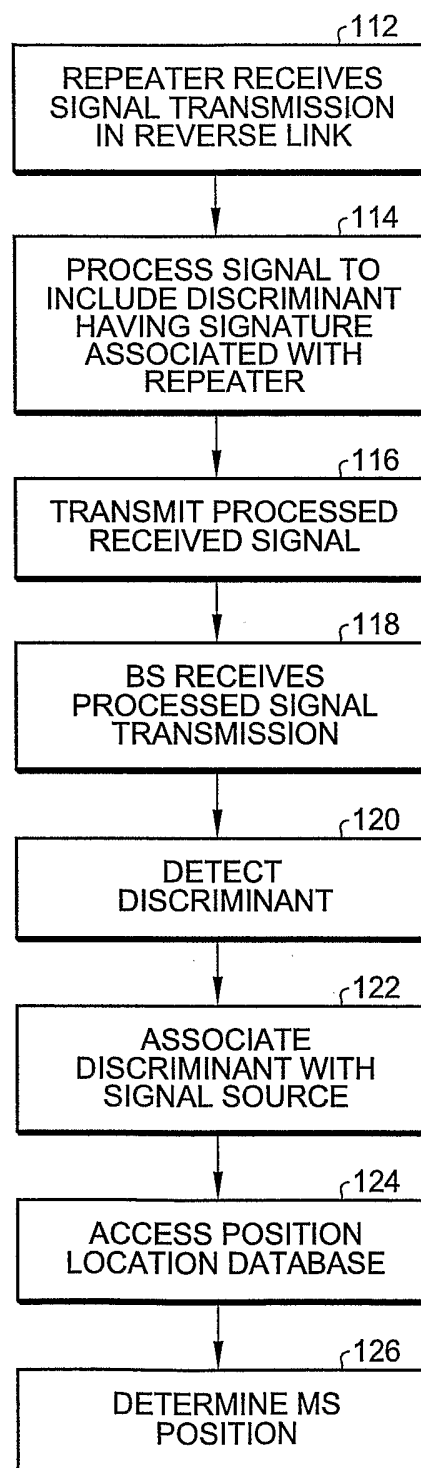 112
REPEATER RECEIVES
SIGNAL TRANSMISSION
IN REVERSE LINK
114
PROCESS SIGNAL TO
INCLUDE DISCRIMINANT
HAVING SIGNATURE
ASSOCIATED WITH
REPEATER
116
TRANSMIT PROCESSED
RECEIVED SIGNAL
118
BS RECEIVES
PROCESSED SIGNAL
TRANSMISSION
120
DETECT
DISCRIMINANT
122
ASSOCIATE
DISCRIMINANT WITH
SIGNAL SOURCE
124
ACCESS POSITION
LOCATION DATABASE
126
DETERMINE MS
POSITION